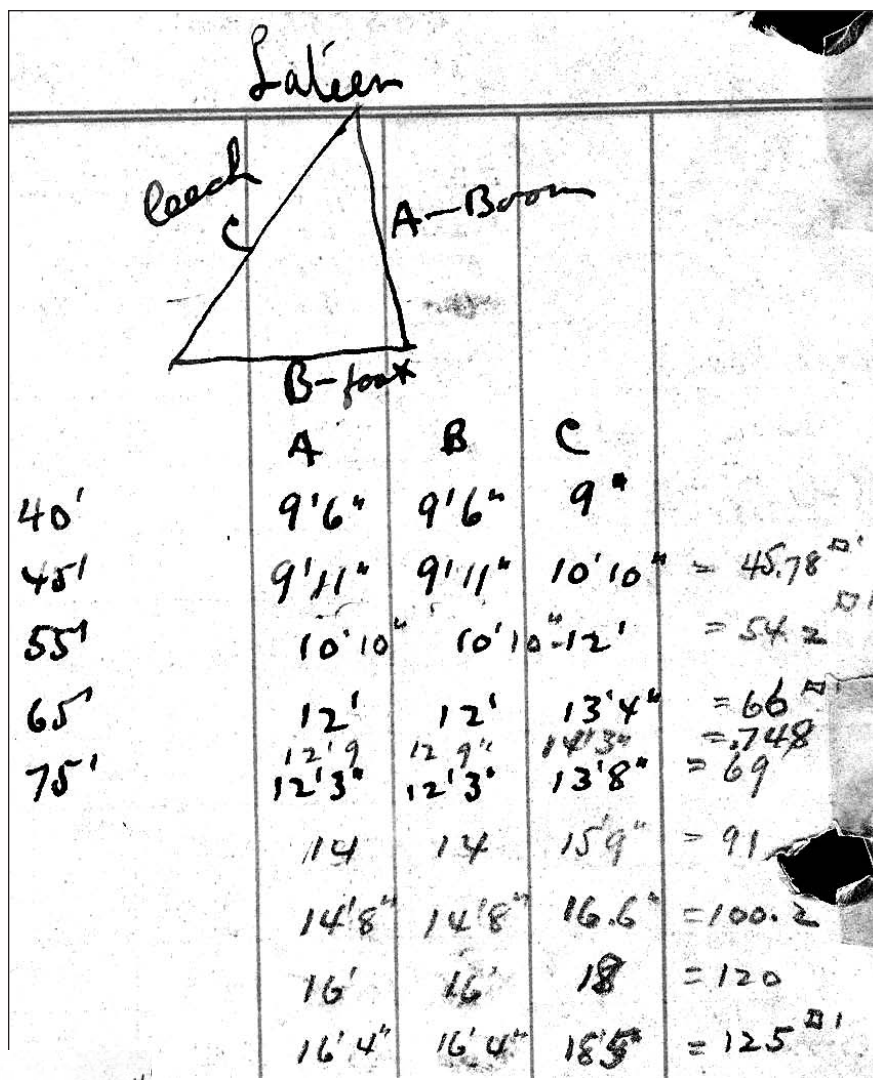 Lateen
Leech
C
A-Boom
B-foot
A B C
40' 9'6" 9'6" 9"
45' 9'11" 9'11" 10'10" = 45.78 □'
55' 10'10" 10'10" - 12' = 54.2 □'
65' 12' 12' 13'4" = 66 □'
12'9 12'9" 14'3" = .748
75' 12'3" 12'3" 13'8" = 69
14 14 15'9" = 91
14'8" 14'8" 16.6" = 100.2
16' 16' 18 = 120
16'4" 16'4" = 125 □'